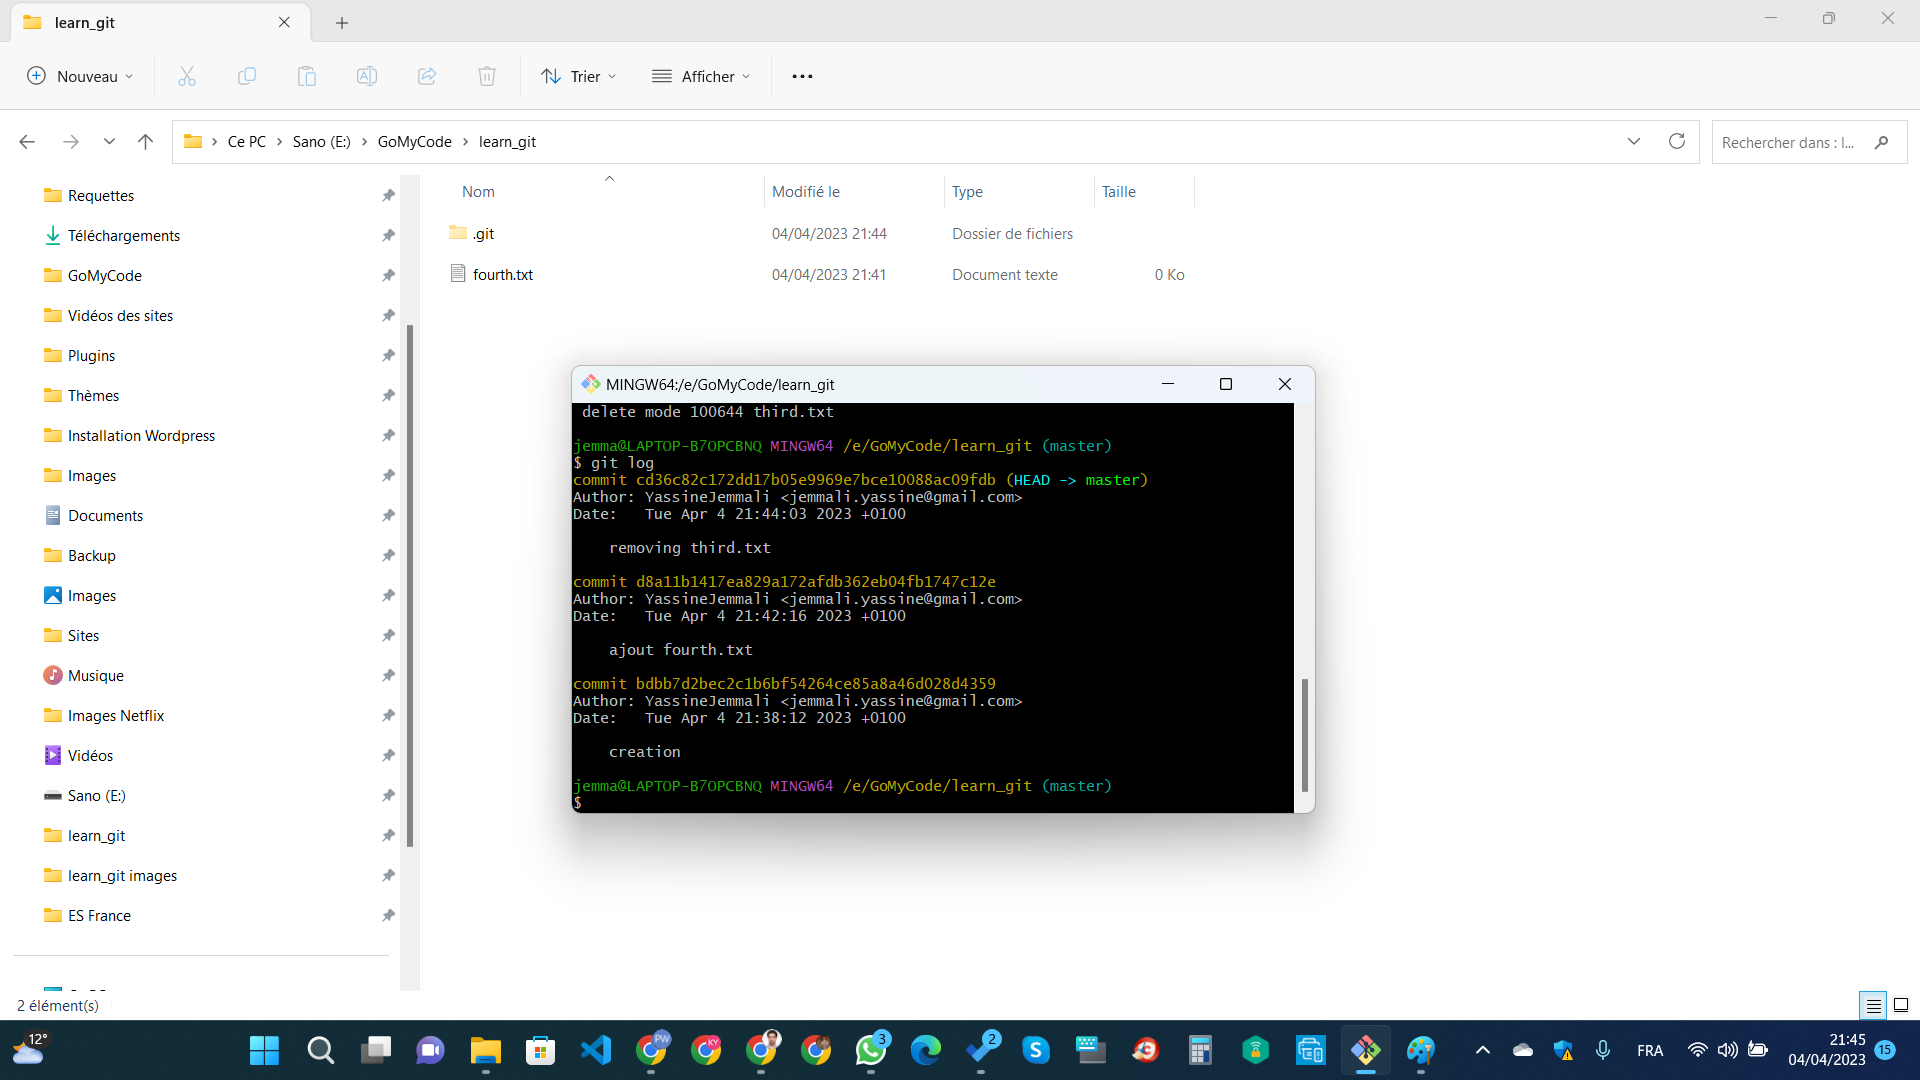 learn_git
Nouveau
Trier
Afficher
Ce PC
Sano (E:)
GoMyCode
learn_git
Rechercher dans : l...
Requettes
Téléchargements
GoMyCode
Vidéos des sites
Plugins
Thèmes
Installation Wordpress
Images
Documents
Backup
Images
Sites
Musique
Images Netflix
Vidéos
Sano (E:)
learn_git
learn_git images
ES France
Nom Modifié le Type Taille
.git 04/04/2023 21:44 Dossier de fichiers
fourth.txt 04/04/2023 21:41 Document texte 0 Ko
MINGW64:/e/GoMyCode/learn_git
delete mode 100644 third.txt
jemma@LAPTOP-B7OPCBNQ MINGW64 /e/GoMyCode/learn_git (master)
$ git log
commit cd36c82c172dd17b05e9969e7bce10088ac09fdb (HEAD -> master)
Author: YassineJemmali <jemmali.yassine@gmail.com>
Date:   Tue Apr 4 21:44:03 2023 +0100
removing third.txt
commit d8a11b1417ea829a172afdb362eb04fb1747c12e
Author: YassineJemmali <jemmali.yassine@gmail.com>
Date:   Tue Apr 4 21:42:16 2023 +0100
ajout fourth.txt
commit bdbb7d2bec2c1b6bf54264ce85a8a46d028d4359
Author: YassineJemmali <jemmali.yassine@gmail.com>
Date:   Tue Apr 4 21:38:12 2023 +0100
creation
jemma@LAPTOP-B7OPCBNQ MINGW64 /e/GoMyCode/learn_git (master)
$
2 élément(s)
12°
PW
KY
3
2
FRA
21:45
04/04/2023
15